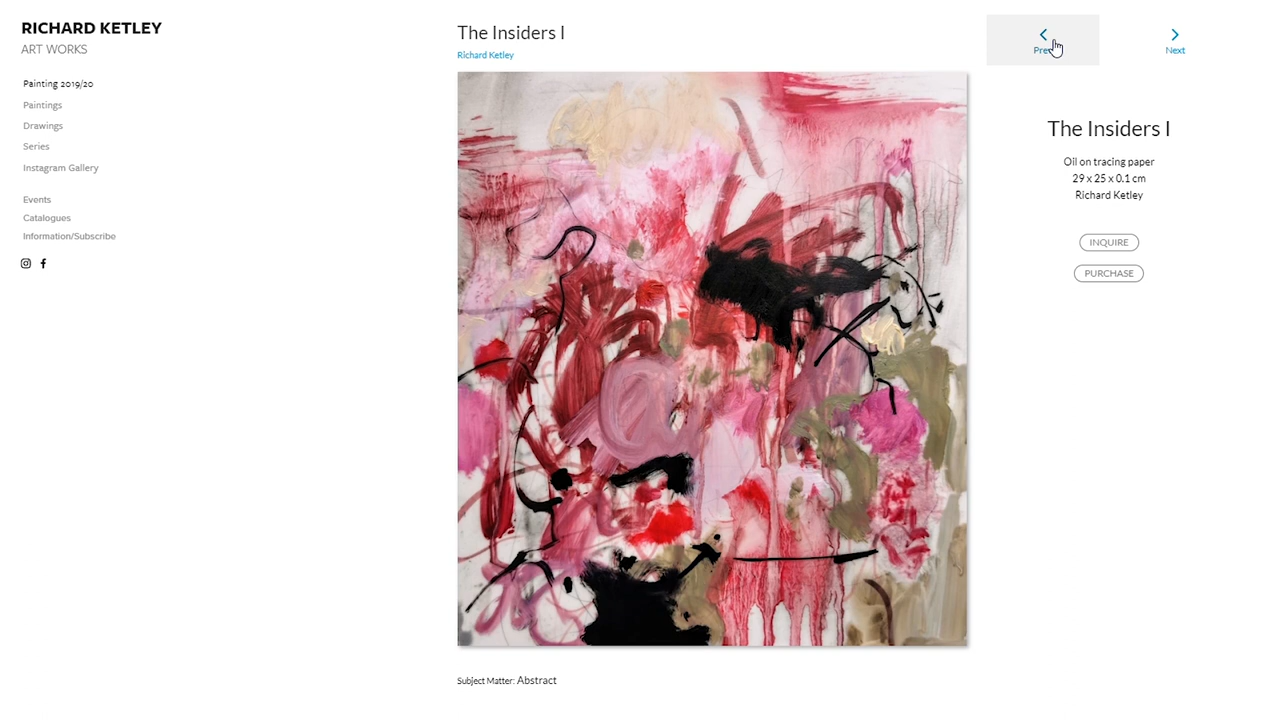 RICHARD KETLEY
ART WORKS
Painting 2019/20
Paintings
Drawings
Series
Instagram Gallery
Events
Catalogues
Information/Subscribe
The Insiders I
Richard Ketley
Next
The Insiders I
Oil on tracing paper
29 x 25 x 0.1 cm
Richard Ketley
INQUIRE
PURCHASE
Subject Matter: Abstract